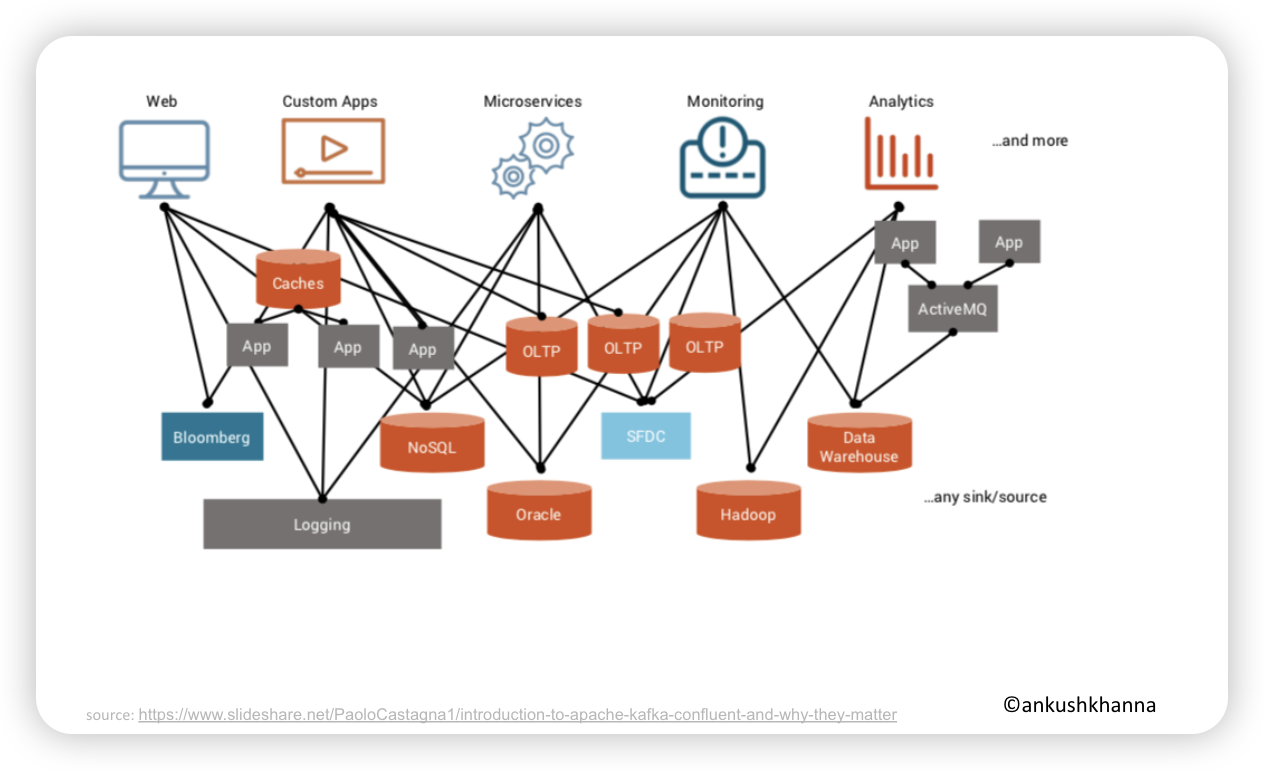 Web
Custom Apps
Microservices
Monitoring
Analytics
...and more
App
App
Caches
ActiveMQ
App
App
App
OLTP
OLTP
OLTP
Bloomberg
NoSQL
SFDC
Data
Warehouse
...any sink/source
Logging
Oracle
Hadoop
©ankushkhanna
source: https://www.slideshare.net/PaoloCastagna1/introduction-to-apache-kafka-confluent-and-why-they-matter